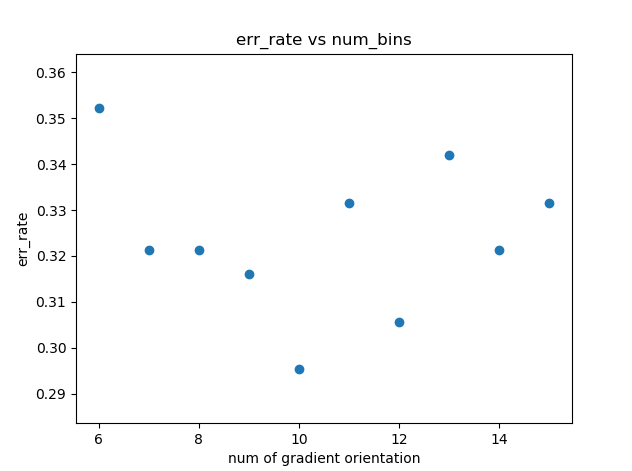 err_rate vs num_bins
0.36
0.35
0.34
0.33
0.32
0.31
0.30
0.29
err_rate
6 8 10 12 14
num of gradient orientation